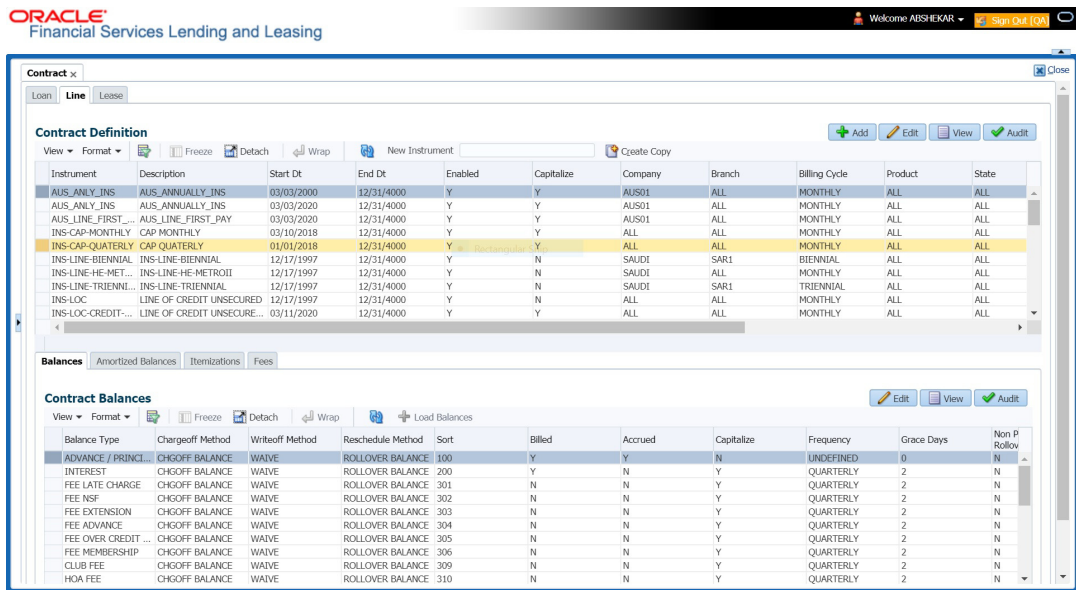 ORACLE
Financial Services Lending and Leasing
Welcome ABSHEKAR
Sign Out [QA]
Contract
Close
Loan Line Lease
Contract Definition
Add Edit View Audit
View Format Freeze Detach Wrap New Instrument Create Copy
Instrument Description Start Dt End Dt Enabled Capitalize Company Branch Billing Cycle Product State
AUS_ANLY_INS AUS_ANNUALLY_INS 03/03/2000 12/31/4000 Y Y AUS01 ALL MONTHLY ALL ALL
AUS_ANLY_INS AUS_ANNUALLY_INS 03/03/2020 12/31/4000 Y Y AUS01 ALL MONTHLY ALL ALL
AUS_LINE_FIRST_... AUS_LINE_FIRST_PAY 03/03/2020 12/31/4000 Y Y AUS01 ALL MONTHLY ALL ALL
INS-CAP-MONTHLY CAP MONTHLY 03/10/2018 12/31/4000 Y Y ALL ALL MONTHLY ALL ALL
INS-CAP-QUATERLY CAP QUATERLY 01/01/2018 12/31/4000 Y Rectangular Snip Y ALL ALL MONTHLY ALL ALL
INS-LINE-BIENNIAL INS-LINE-BIENNIAL 12/17/1997 12/31/4000 Y N SAUDI SAR1 BIENNIAL ALL ALL
INS-LINE-HE-MET... INS-LINE-HE-METROII 12/17/1997 12/31/4000 Y N SAUDI ALL MONTHLY ALL ALL
INS-LINE-TRIENNI... INS-LINE-TRIENNIAL 12/17/1997 12/31/4000 Y N SAUDI SAR1 TRIENNIAL ALL ALL
INS-LOC LINE OF CREDIT UNSECURED 12/17/1997 12/31/4000 Y N ALL ALL MONTHLY ALL ALL
INS-LOC-CREDIT-... LINE OF CREDIT UNSECURE... 03/11/2020 12/31/4000 Y Y ALL ALL MONTHLY ALL ALL
Balances Amortized Balances Itemizations Fees
Contract Balances
Edit View Audit
View Format Freeze Detach Wrap Load Balances
Balance Type Chargeoff Method Writeoff Method Reschedule Method Sort Billed Accrued Capitalize Frequency Grace Days Non P
Rollov
ADVANCE / PRINCI... CHGOFF BALANCE WAIVE ROLLOVER BALANCE 100 Y Y N UNDEFINED 0 N
INTEREST CHGOFF BALANCE WAIVE ROLLOVER BALANCE 200 Y N Y QUARTERLY 2 N
FEE LATE CHARGE CHGOFF BALANCE WAIVE ROLLOVER BALANCE 301 N N Y QUARTERLY 2 N
FEE NSF CHGOFF BALANCE WAIVE ROLLOVER BALANCE 302 N N Y QUARTERLY 2 N
FEE EXTENSION CHGOFF BALANCE WAIVE ROLLOVER BALANCE 303 N N Y QUARTERLY 2 N
FEE ADVANCE CHGOFF BALANCE WAIVE ROLLOVER BALANCE 304 N N Y QUARTERLY 2 N
FEE OVER CREDIT ... CHGOFF BALANCE WAIVE ROLLOVER BALANCE 305 N N Y QUARTERLY 2 N
FEE MEMBERSHIP CHGOFF BALANCE WAIVE ROLLOVER BALANCE 306 N N Y QUARTERLY 2 N
CLUB FEE CHGOFF BALANCE WAIVE ROLLOVER BALANCE 309 N N Y QUARTERLY 2 N
HOA FEE CHGOFF BALANCE WAIVE ROLLOVER BALANCE 310 N N Y QUARTERLY 2 N